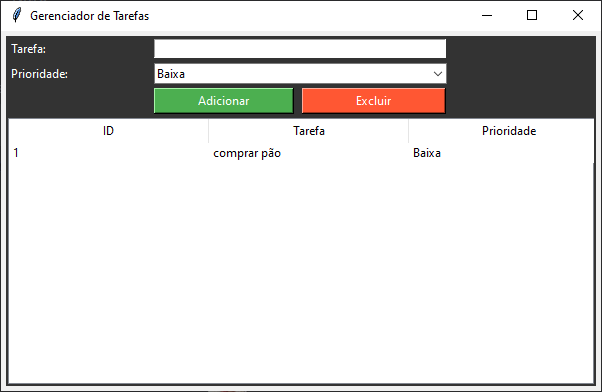 Gerenciador de Tarefas
Tarefa:
Prioridade: Baixa
Adicionar Excluir
ID Tarefa Prioridade
1 comprar pão Baixa